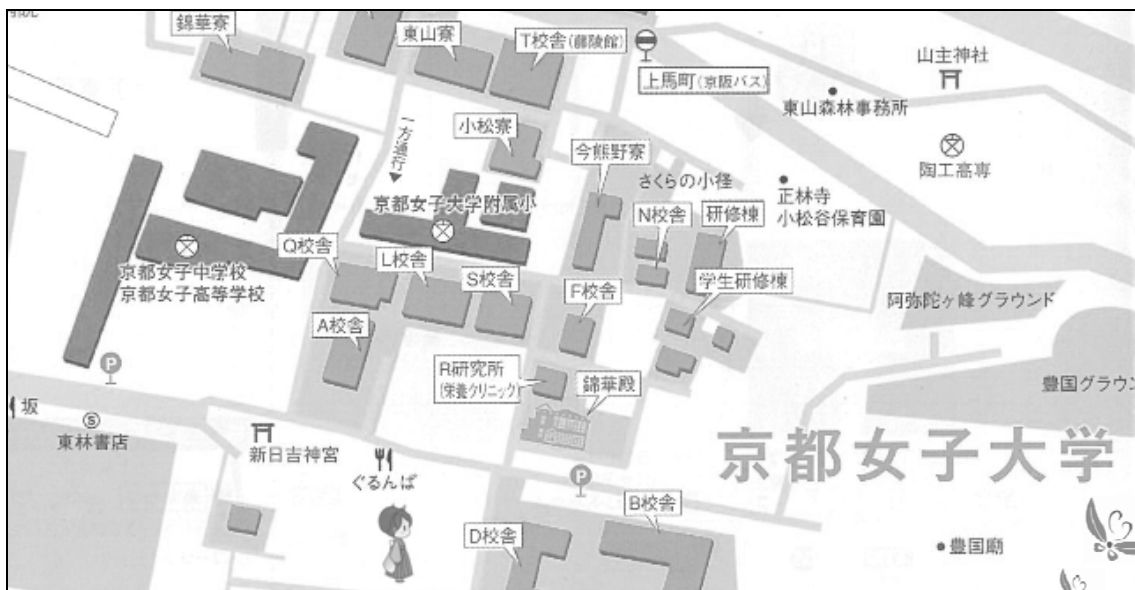 錦華寮
東山寮
T校舎(藤陵館)
上馬町(京阪バス)
山主神社
東山森林事務所
陶工高専
小松寮
一方通行
今熊野寮
さくらの小径
正林寺
小松谷保育園
京都女子大学附属小
N校舎
研修棟
Q校舎
L校舎
S校舎
F校舎
学生研修棟
京都女子中学校
京都女子高等学校
A校舎
阿弥陀ヶ峰グラウンド
P
R研究所
(栄養クリニック)
錦華殿
豊国グラウン
坂
S
東林書店
新日吉神宮
ぐるんぱ
京都女子大学
P
B校舎
D校舎
豊国廟